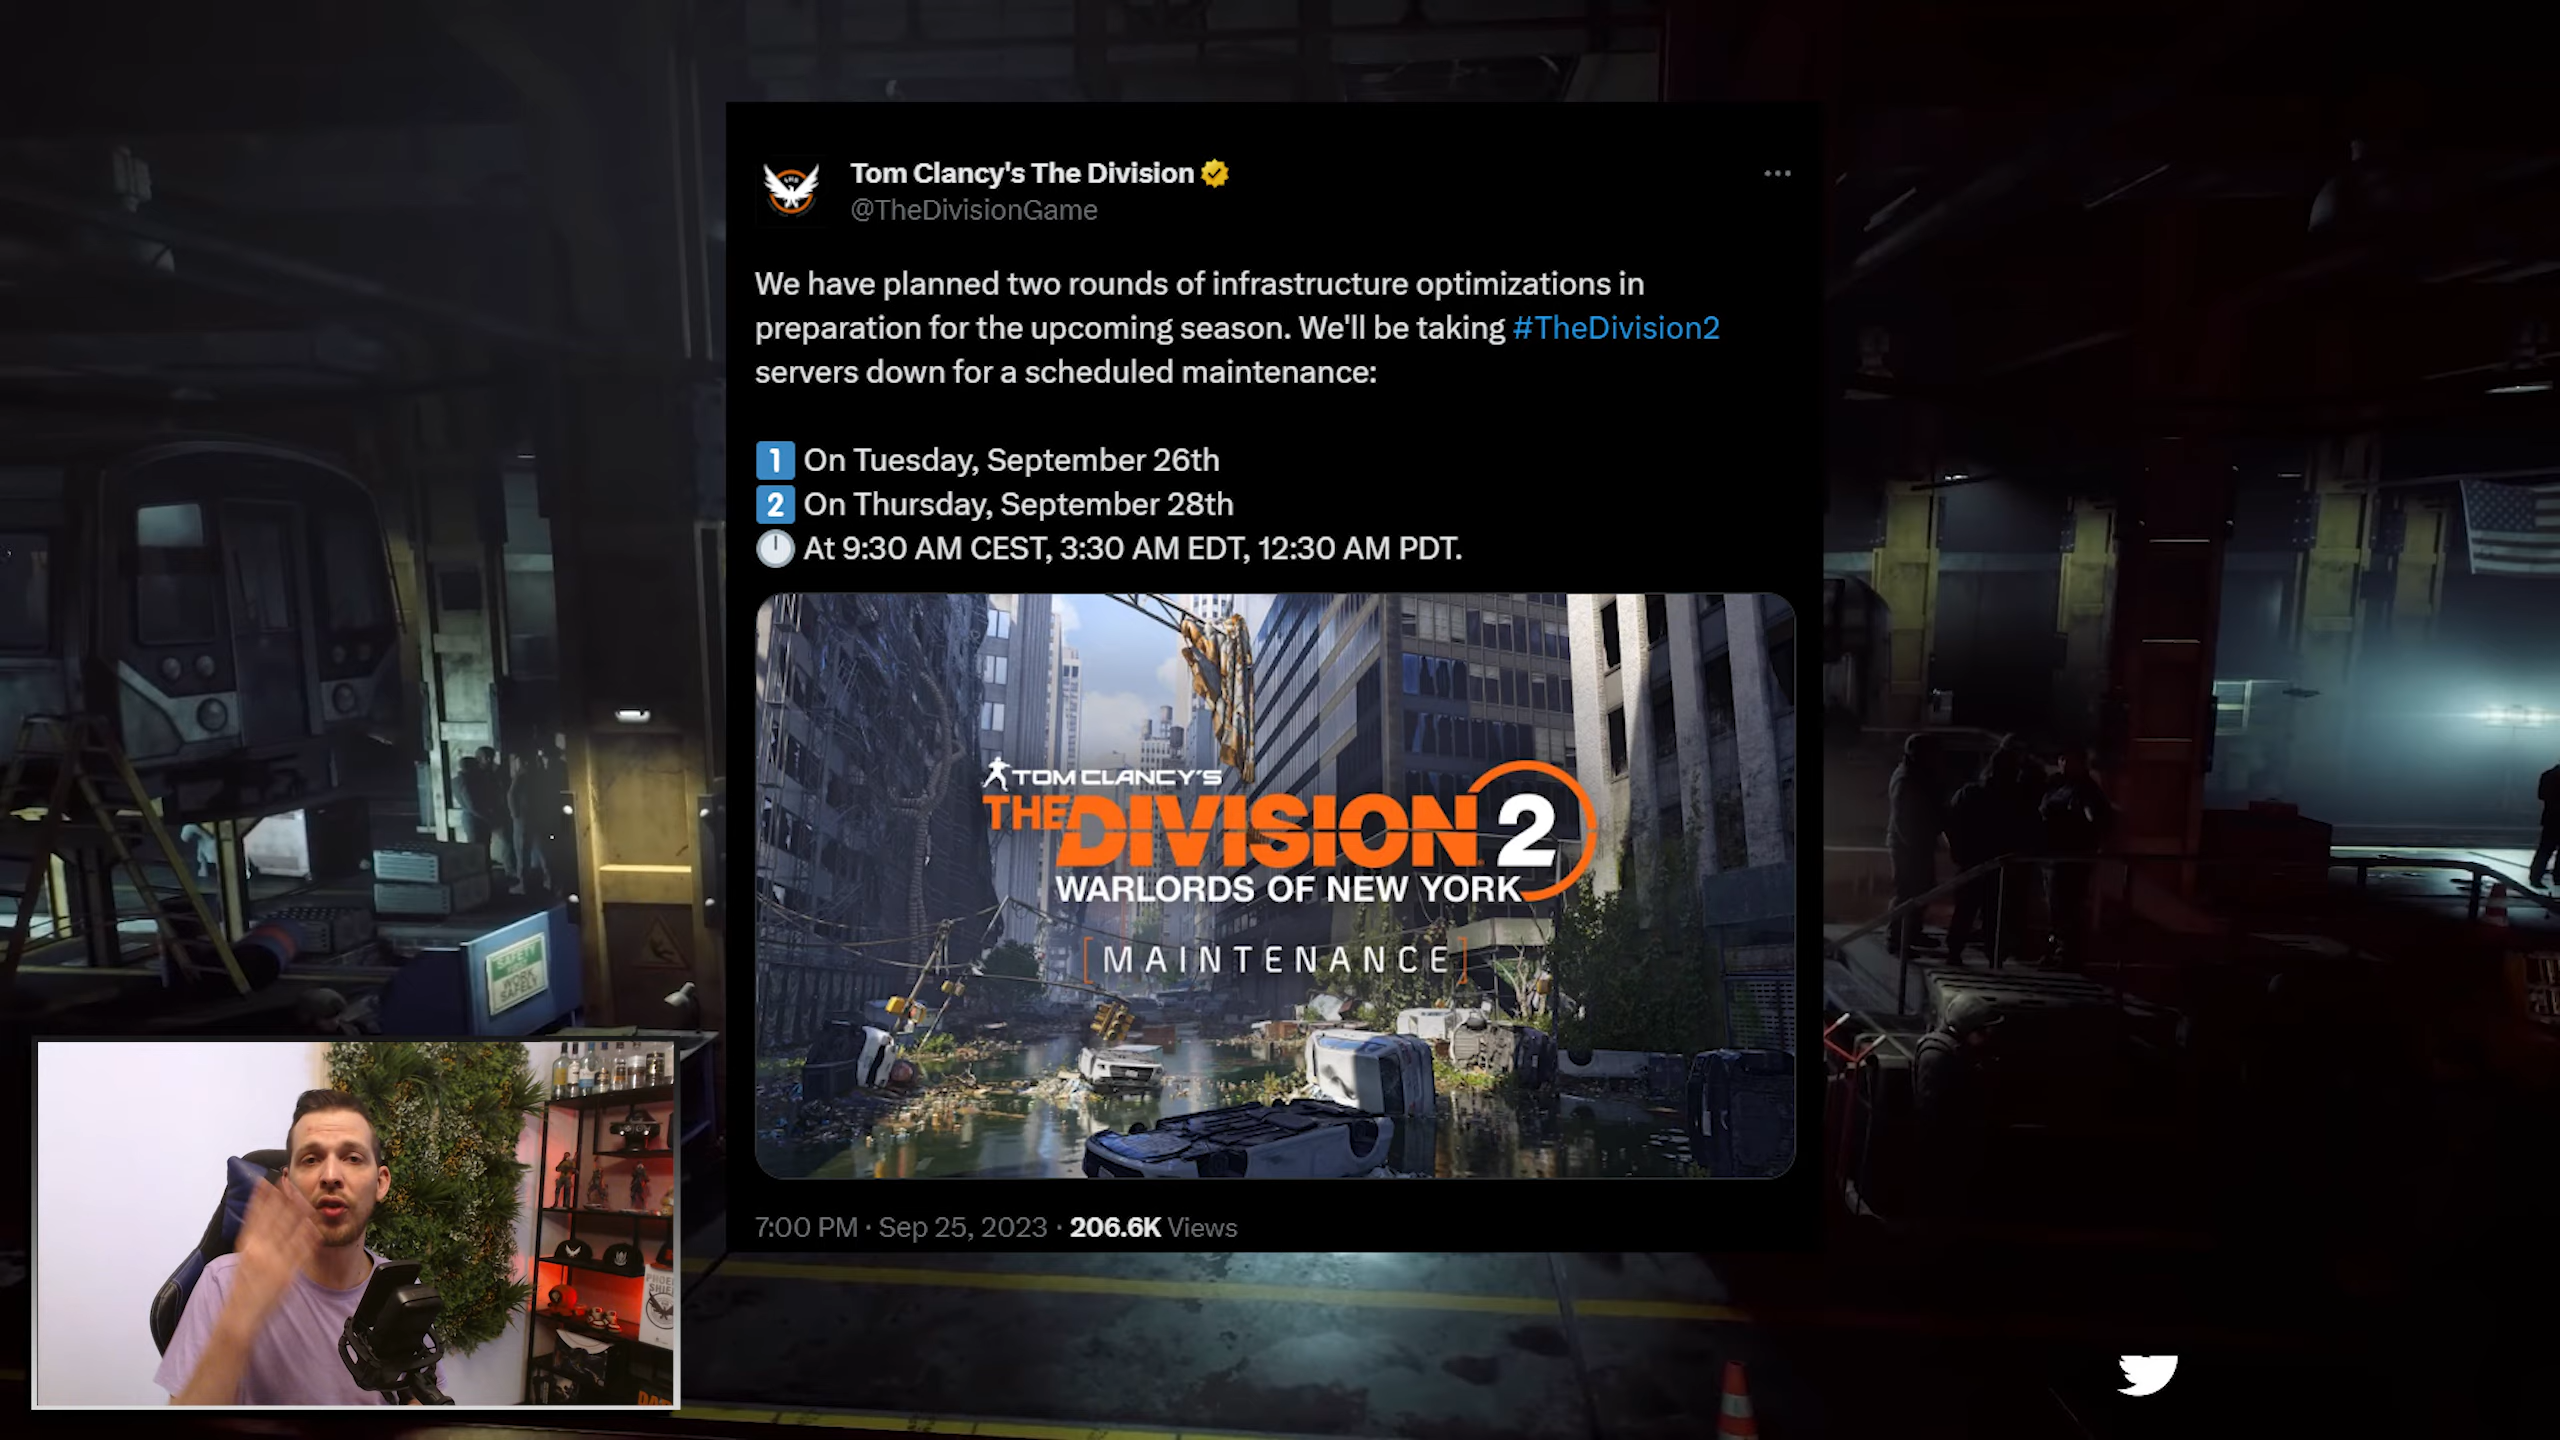 Tom Clancy's The Division
@TheDivisionGame
We have planned two rounds of infrastructure optimizations in
preparation for the upcoming season. We'll be taking #TheDivision2
servers down for a scheduled maintenance:
1 On Tuesday, September 26th
2 On Thursday, September 28th
At 9:30 AM CEST, 3:30 AM EDT, 12:30 AM PDT.
TOM CLANCY'S
THE DIVISION 2
WARLORDS OF NEW YORK
[MAINTENANCE]
7:00 PM · Sep 25, 2023 · 206.6K Views
SAFETY
WORK
SAFELY